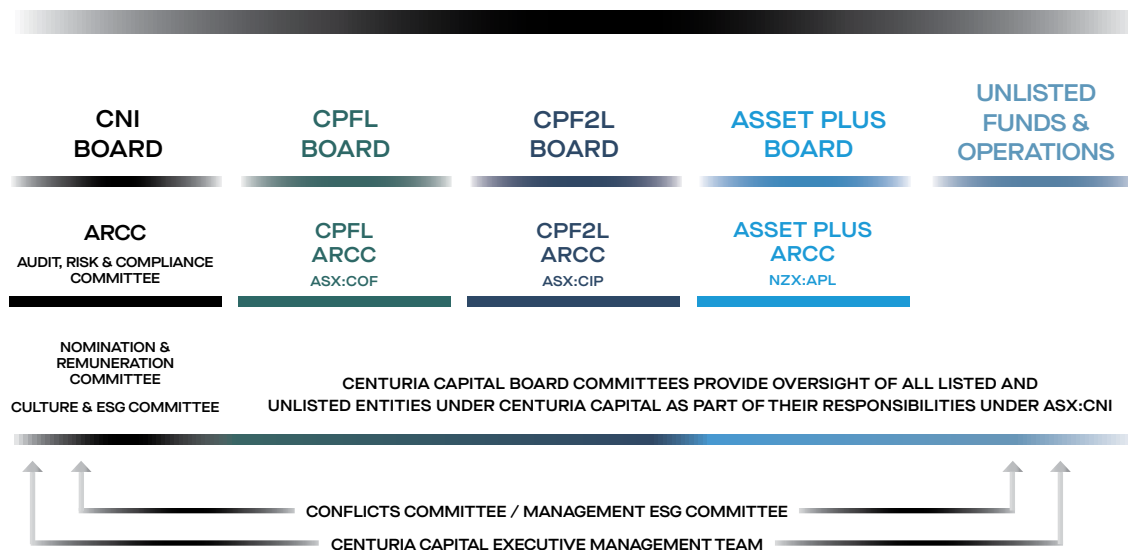 CNI
BOARD
CPFL
BOARD
CPF2L
BOARD
ASSET PLUS
BOARD
UNLISTED
FUNDS &
OPERATIONS
ARCC
AUDIT, RISK & COMPLIANCE
COMMITTEE
CPFL
ARCC
ASX:COF
CPF2L
ARCC
ASX:CIP
ASSET PLUS
ARCC
NZX:APL
NOMINATION &
REMUNERATION
COMMITTEE
CULTURE & ESG COMMITTEE
CENTURIA CAPITAL BOARD COMMITTEES PROVIDE OVERSIGHT OF ALL LISTED AND
UNLISTED ENTITIES UNDER CENTURIA CAPITAL AS PART OF THEIR RESPONSIBILITIES UNDER ASX:CNI
CONFLICTS COMMITTEE / MANAGEMENT ESG COMMITTEE
CENTURIA CAPITAL EXECUTIVE MANAGEMENT TEAM